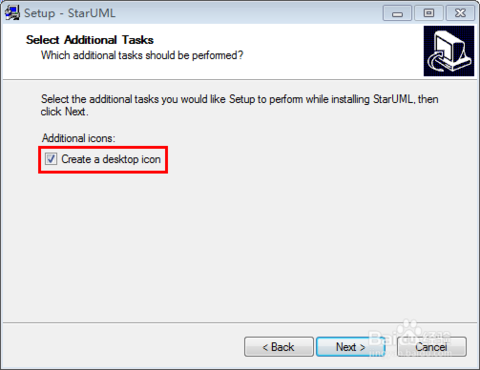 Setup - StarUML
Select Additional Tasks
Which additional tasks should be performed?
Select the additional tasks you would like Setup to perform while installing StarUML, then
click Next.
Additional icons:
Create a desktop icon
< Back
Next >
Cancel